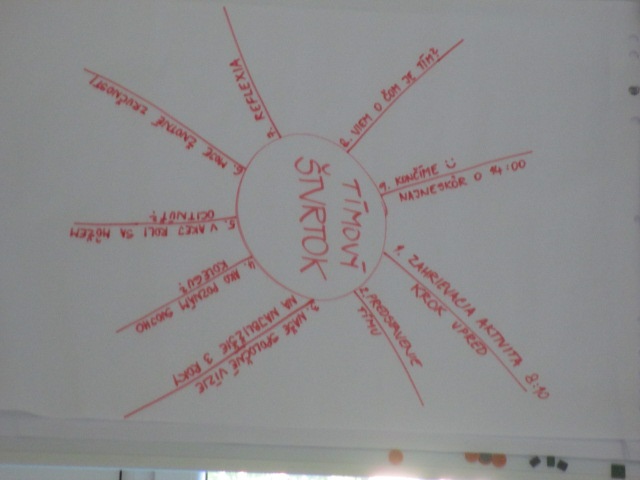 TÍMOVÝ
ŠTVRTOK
1. ZAHRIEVACIA AKTIVITA 8:10
KROK VPRED
2. PREDSTAVENIE
TÍMU
3. NAŠE SPOLOČNÉ VÍZIE
NA NAJBLIŽŠIE 3 ROKY
4. AKO POZNÁM SVOJHO
KOLEGU?
5. V AKEJ ROLI SA MÔŽEM
OCITNÚŤ?
6. MOJE ŽIVOTNÉ ZRUČNOSTI
7. REFLEXIA
8. VIEM O ČOM JE TÍM?
9. KONČÍME
NAJNESKÔR O 14:00